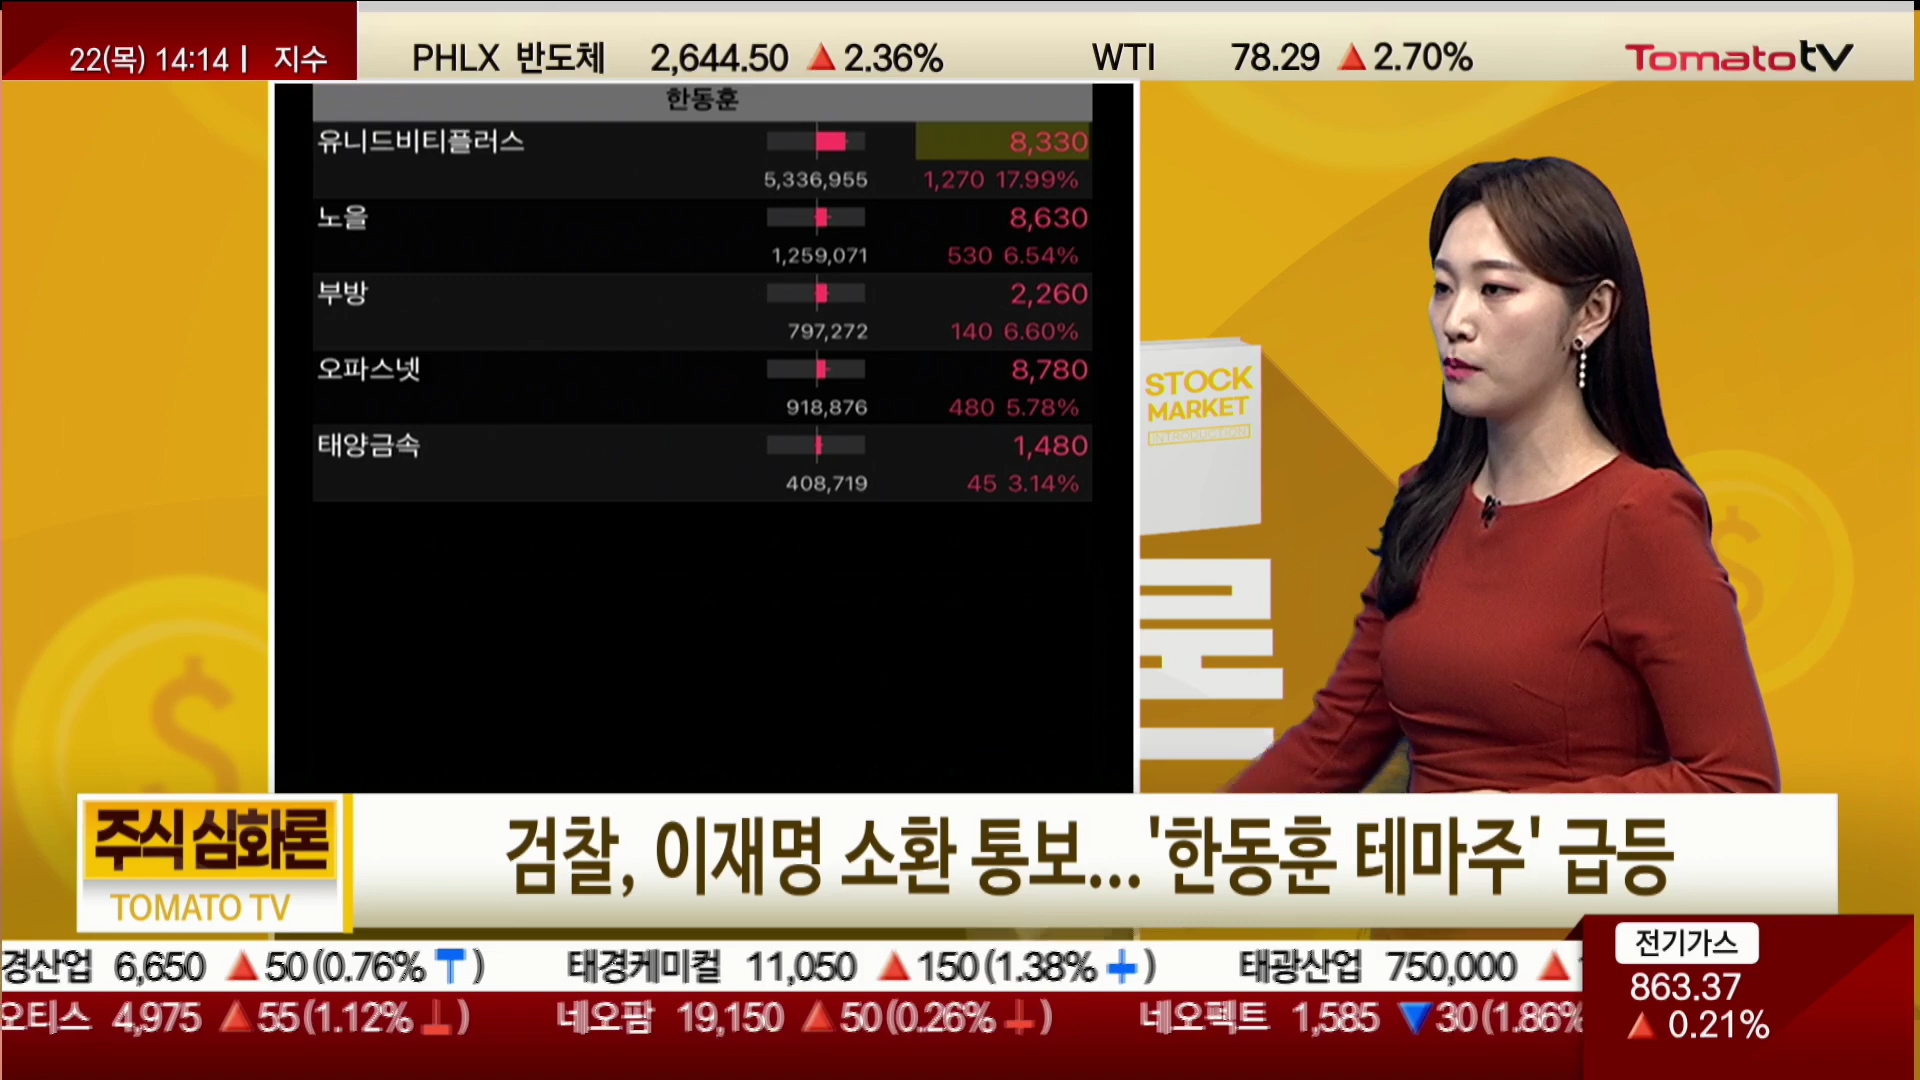 22(목) 14:14 | 지수
PHLX 반도체 2,644.50 ▲2.36%
WTI 78.29 ▲2.70%
Tomatotv
한동훈
유니드비티플러스 8,330
5,336,955 1,270 17.99%
노을 8,630
1,259,071 530 6.54%
부방 2,260
797,272 140 6.60%
오파스넷 8,780
918,876 480 5.78%
태양금속 1,480
408,719 45 3.14%
STOCK
MARKET
INTRODUCTION
론
주식 심화론
TOMATO TV
검찰, 이재명 소환 통보... '한동훈 테마주' 급등
경산업 6,650 ▲50(0.76%) 태경케미컬 11,050 ▲150(1.38%) 태광산업 750,000 ▲
오티스 4,975 ▲55(1.12%) 네오팜 19,150 ▲50(0.26%) 네오펙트 1,585 ▼30(1.86%
전기가스
863.37
▲ 0.21%